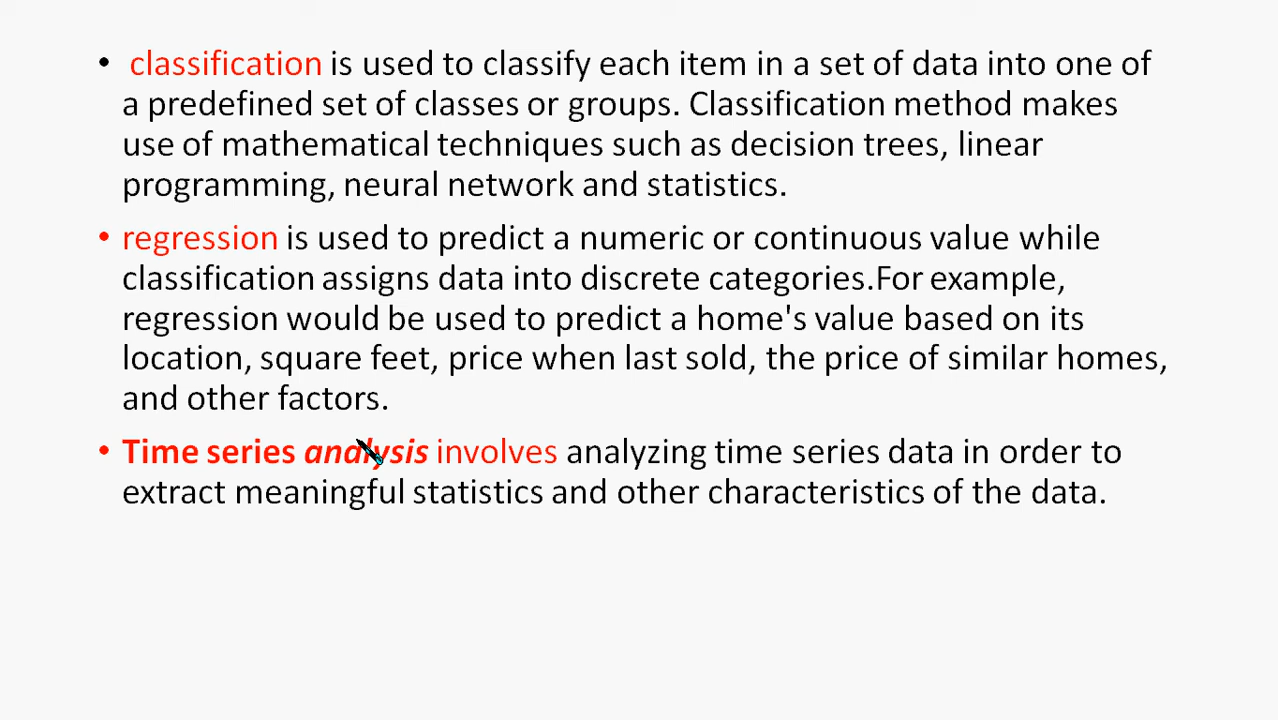 • classification is used to classify each item in a set of data into one of
a predefined set of classes or groups. Classification method makes
use of mathematical techniques such as decision trees, linear
programming, neural network and statistics.
• regression is used to predict a numeric or continuous value while
classification assigns data into discrete categories.For example,
regression would be used to predict a home's value based on its
location, square feet, price when last sold, the price of similar homes,
and other factors.
• Time series analysis involves analyzing time series data in order to
extract meaningful statistics and other characteristics of the data.